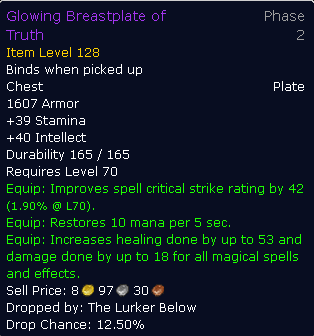 Glowing Breastplate of Phase
Truth 2
Item Level 128
Binds when picked up
Chest Plate
1607 Armor
+39 Stamina
+40 Intellect
Durability 165 / 165
Requires Level 70
Equip: Improves spell critical strike rating by 42
(1.90% @ L70).
Equip: Restores 10 mana per 5 sec.
Equip: Increases healing done by up to 53 and
damage done by up to 18 for all magical spells
and effects.
Sell Price: 8 97 30
Dropped by: The Lurker Below
Drop Chance: 12.50%